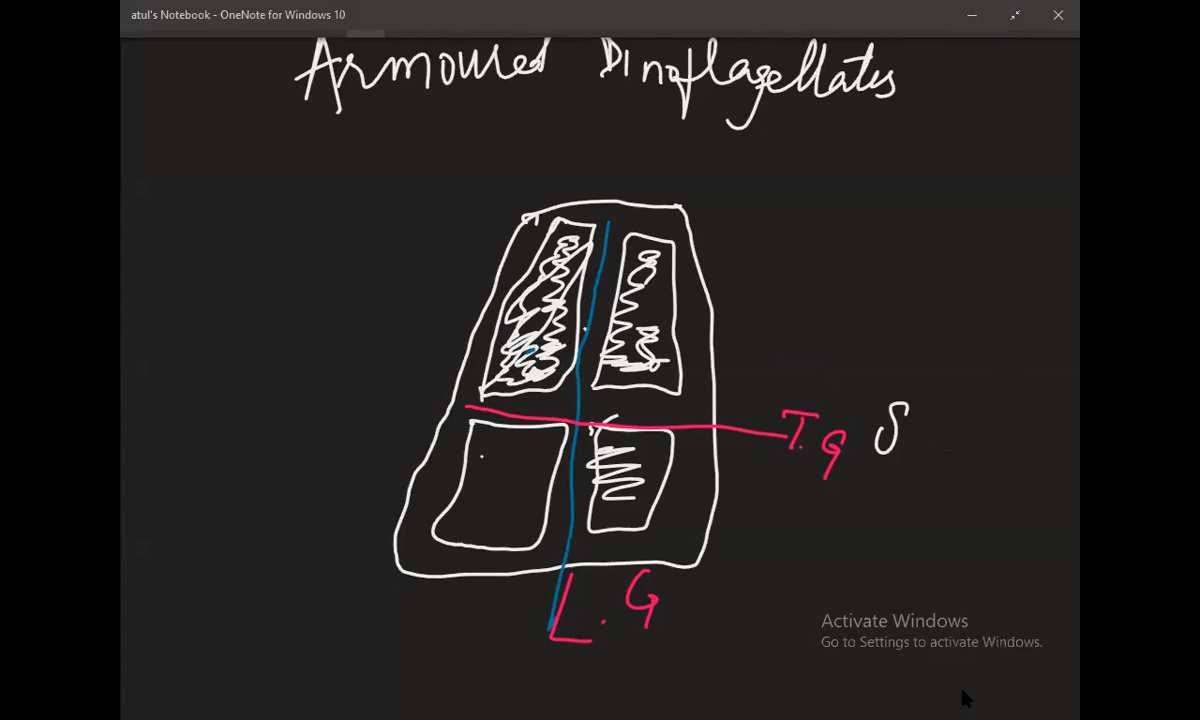 atul's Notebook - OneNote for Windows 10
Armoured Dinoflagellates
T.G S
L.G
Activate Windows
Go to Settings to activate Windows.